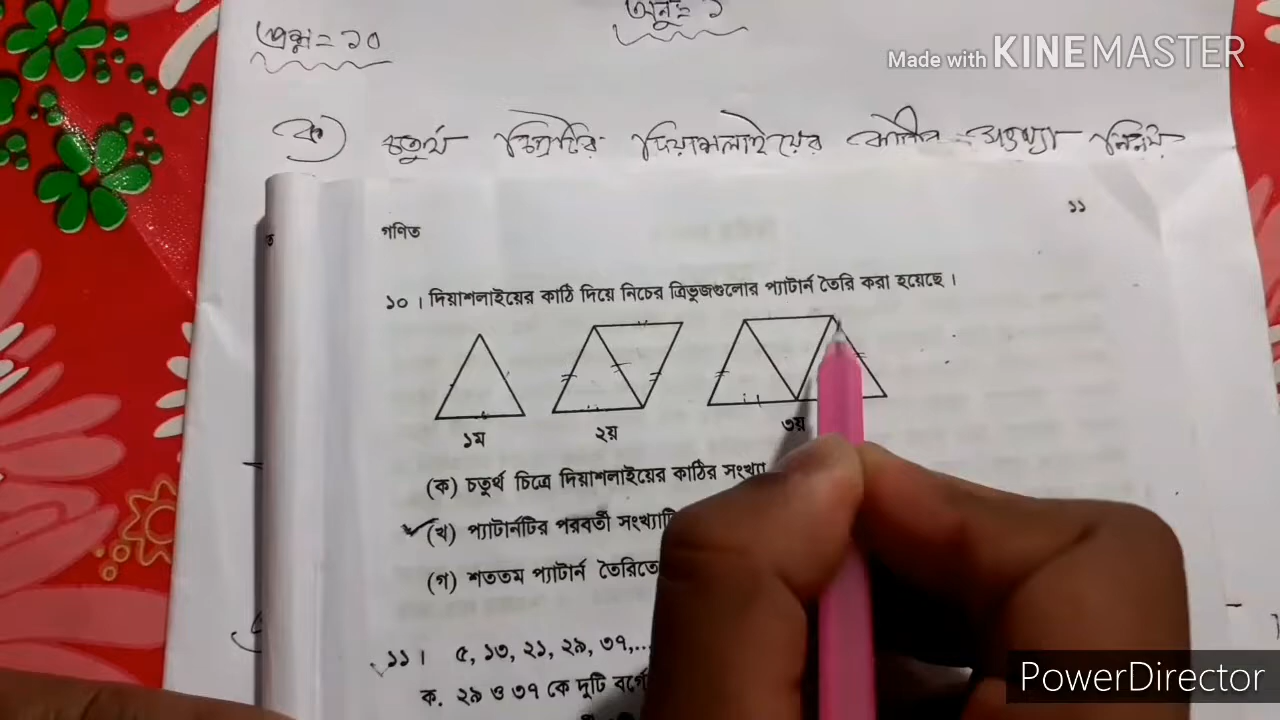 প্রশ্ন = ১০
অনুঃ ১
Made with KINEMASTER
ক) চতুর্থ চিত্রটির দিয়াশলাইয়ের কাঠির সংখ্যা নির্ণয়
গণিত
১১
১০। দিয়াশলাইয়ের কাঠি দিয়ে নিচের ত্রিভুজগুলোর প্যাটার্ন তৈরি করা হয়েছে।
১ম ২য় ৩য়
(ক) চতুর্থ চিত্রে দিয়াশলাইয়ের কাঠির সংখ্যা
(খ) প্যাটার্নটির পরবর্তী
(গ) শততম প্যাটার্ন তৈরিতে
১১। ৫, ১৩, ২১, ২৯, ৩৭,...
ক. ২৯ ও ৩৭ কে দুটি
PowerDirector